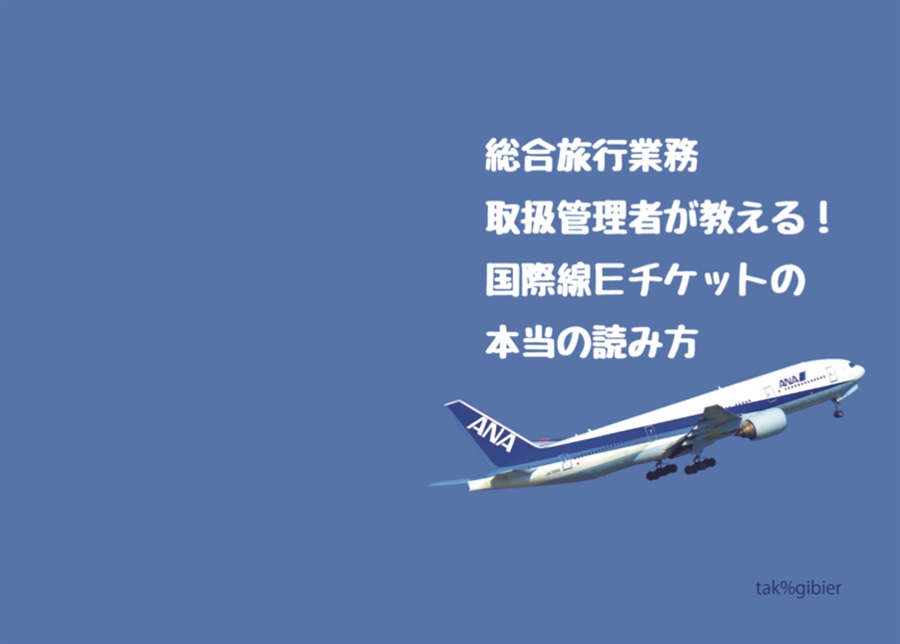 総合旅行業務
取扱管理者が教える！
国際線Eチケットの
本当の読み方
ANA
ANA
tak%gibier